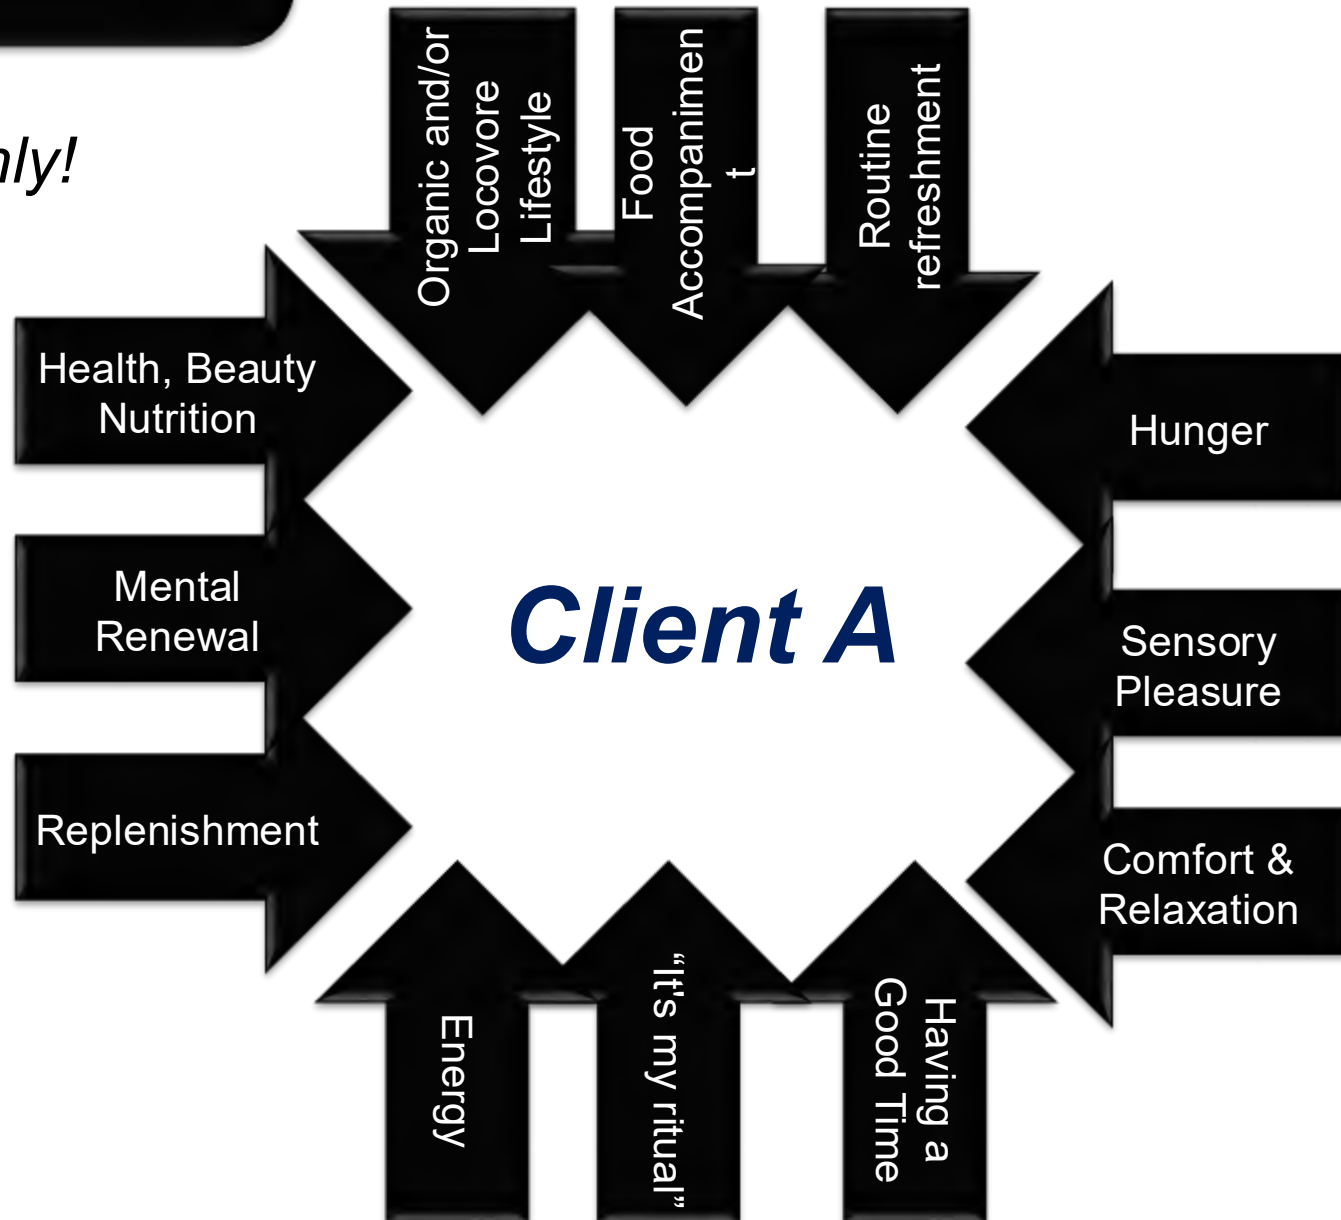 nly!
Organic and/or
Locovore
Lifestyle
Food
Accompanimen
t
Routine
refreshment
Health, Beauty
Nutrition
Mental
Renewal
Replenishment
Client A
Hunger
Sensory
Pleasure
Comfort &
Relaxation
Energy
“It's my ritual”
Having a
Good Time